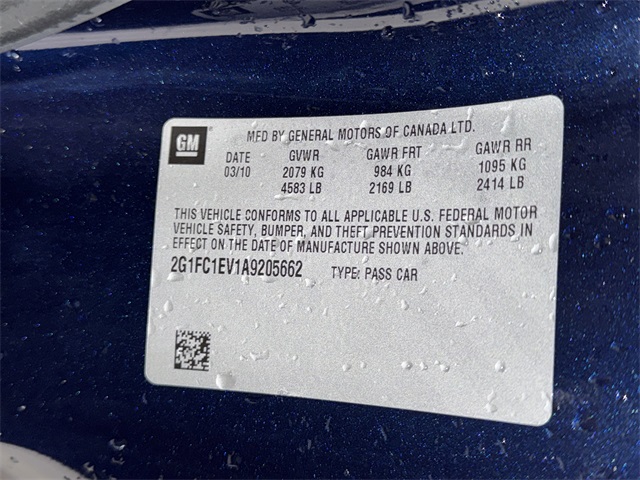 GM
MFD BY GENERAL MOTORS OF CANADA LTD.
DATE GVWR GAWR FRT GAWR RR
03/10 2079 KG 984 KG 1095 KG
4583 LB 2169 LB 2414 LB
THIS VEHICLE CONFORMS TO ALL APPLICABLE U.S. FEDERAL MOTOR
VEHICLE SAFETY, BUMPER, AND THEFT PREVENTION STANDARDS IN
EFFECT ON THE DATE OF MANUFACTURE SHOWN ABOVE.
2G1FC1EV1A9205662 TYPE: PASS CAR